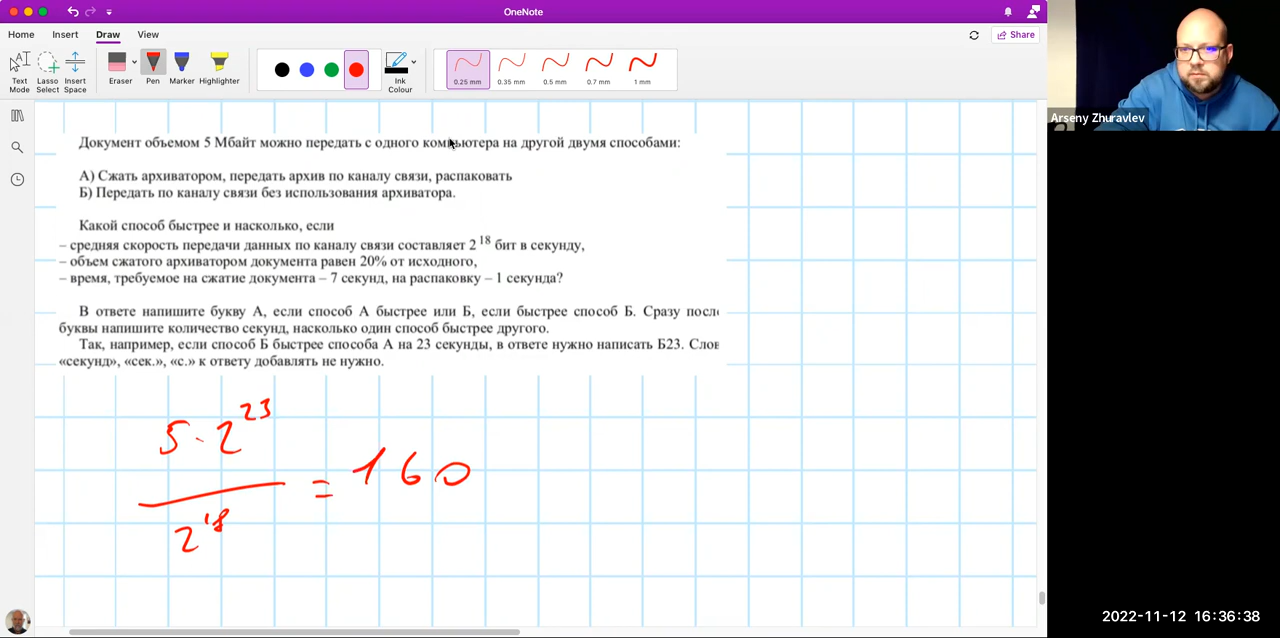 OneNote
Home Insert Draw View
Share
Text Mode
Lasso Select
Insert Space
Eraser
Pen
Marker
Highlighter
Ink Colour
0.25 mm
0.35 mm
0.5 mm
0.7 mm
1 mm
Arseny Zhuravlev
Документ объемом 5 Мбайт можно передать с одного компьютера на другой двумя способами:
А) Сжать архиватором, передать архив по каналу связи, распаковать
Б) Передать по каналу связи без использования архиватора.
Какой способ быстрее и насколько, если
– средняя скорость передачи данных по каналу связи составляет 2^18 бит в секунду,
– объем сжатого архиватором документа равен 20% от исходного,
– время, требуемое на сжатие документа – 7 секунд, на распаковку – 1 секунда?
В ответе напишите букву А, если способ А быстрее или Б, если быстрее способ Б. Сразу после
буквы напишите количество секунд, насколько один способ быстрее другого.
Так, например, если способ Б быстрее способа А на 23 секунды, в ответе нужно написать Б23. Слов
«секунд», «сек.», «с.» к ответу добавлять не нужно.
5 · 2^23
= 160
2^18
2022-11-12 16:36:38